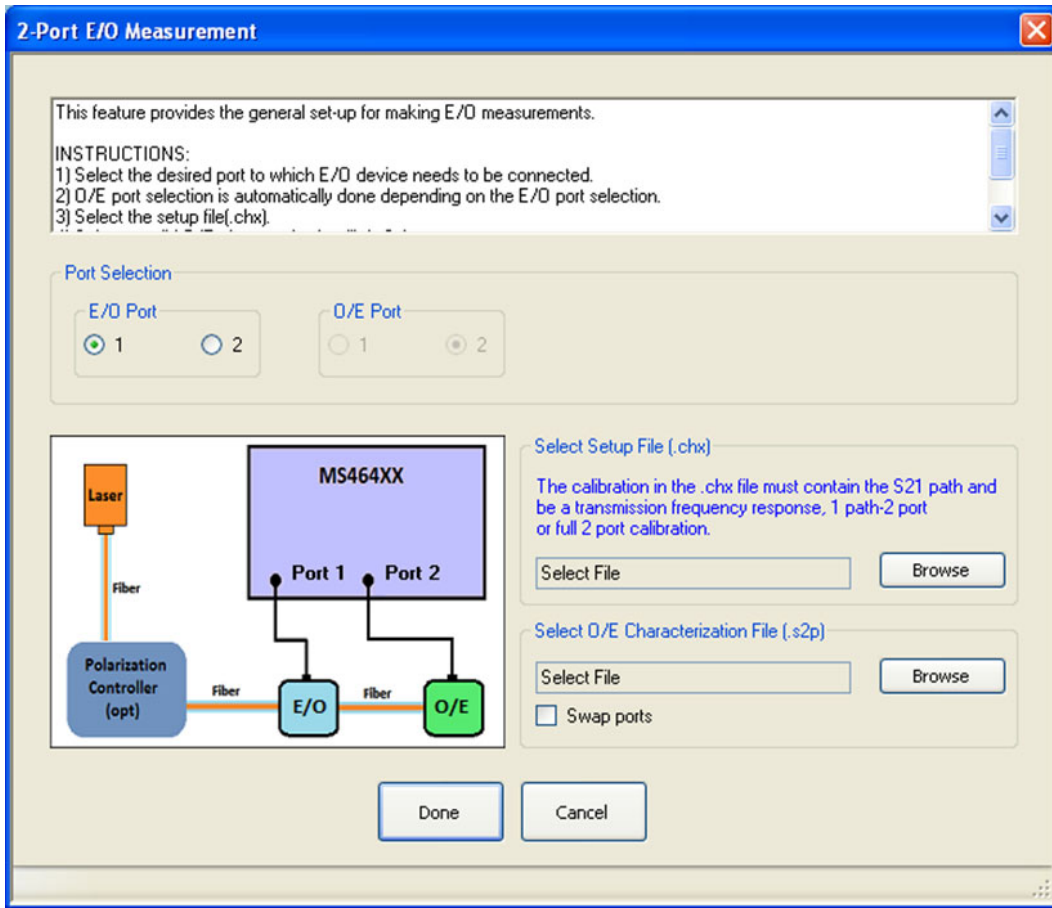 2-Port E/O Measurement
This feature provides the general set-up for making E/O measurements.
INSTRUCTIONS:
1) Select the desired port to which E/O device needs to be connected.
2) O/E port selection is automatically done depending on the E/O port selection.
3) Select the setup file(.chx).
Port Selection
E/O Port
1
2
O/E Port
1
2
Laser
Fiber
Polarization
Controller
(opt)
Fiber
MS464XX
Port 1
Port 2
E/O
Fiber
O/E
Select Setup File (.chx)
The calibration in the .chx file must contain the S21 path and
be a transmission frequency response, 1 path-2 port
or full 2 port calibration.
Select File
Browse
Select O/E Characterization File (.s2p)
Select File
Browse
Swap ports
Done
Cancel